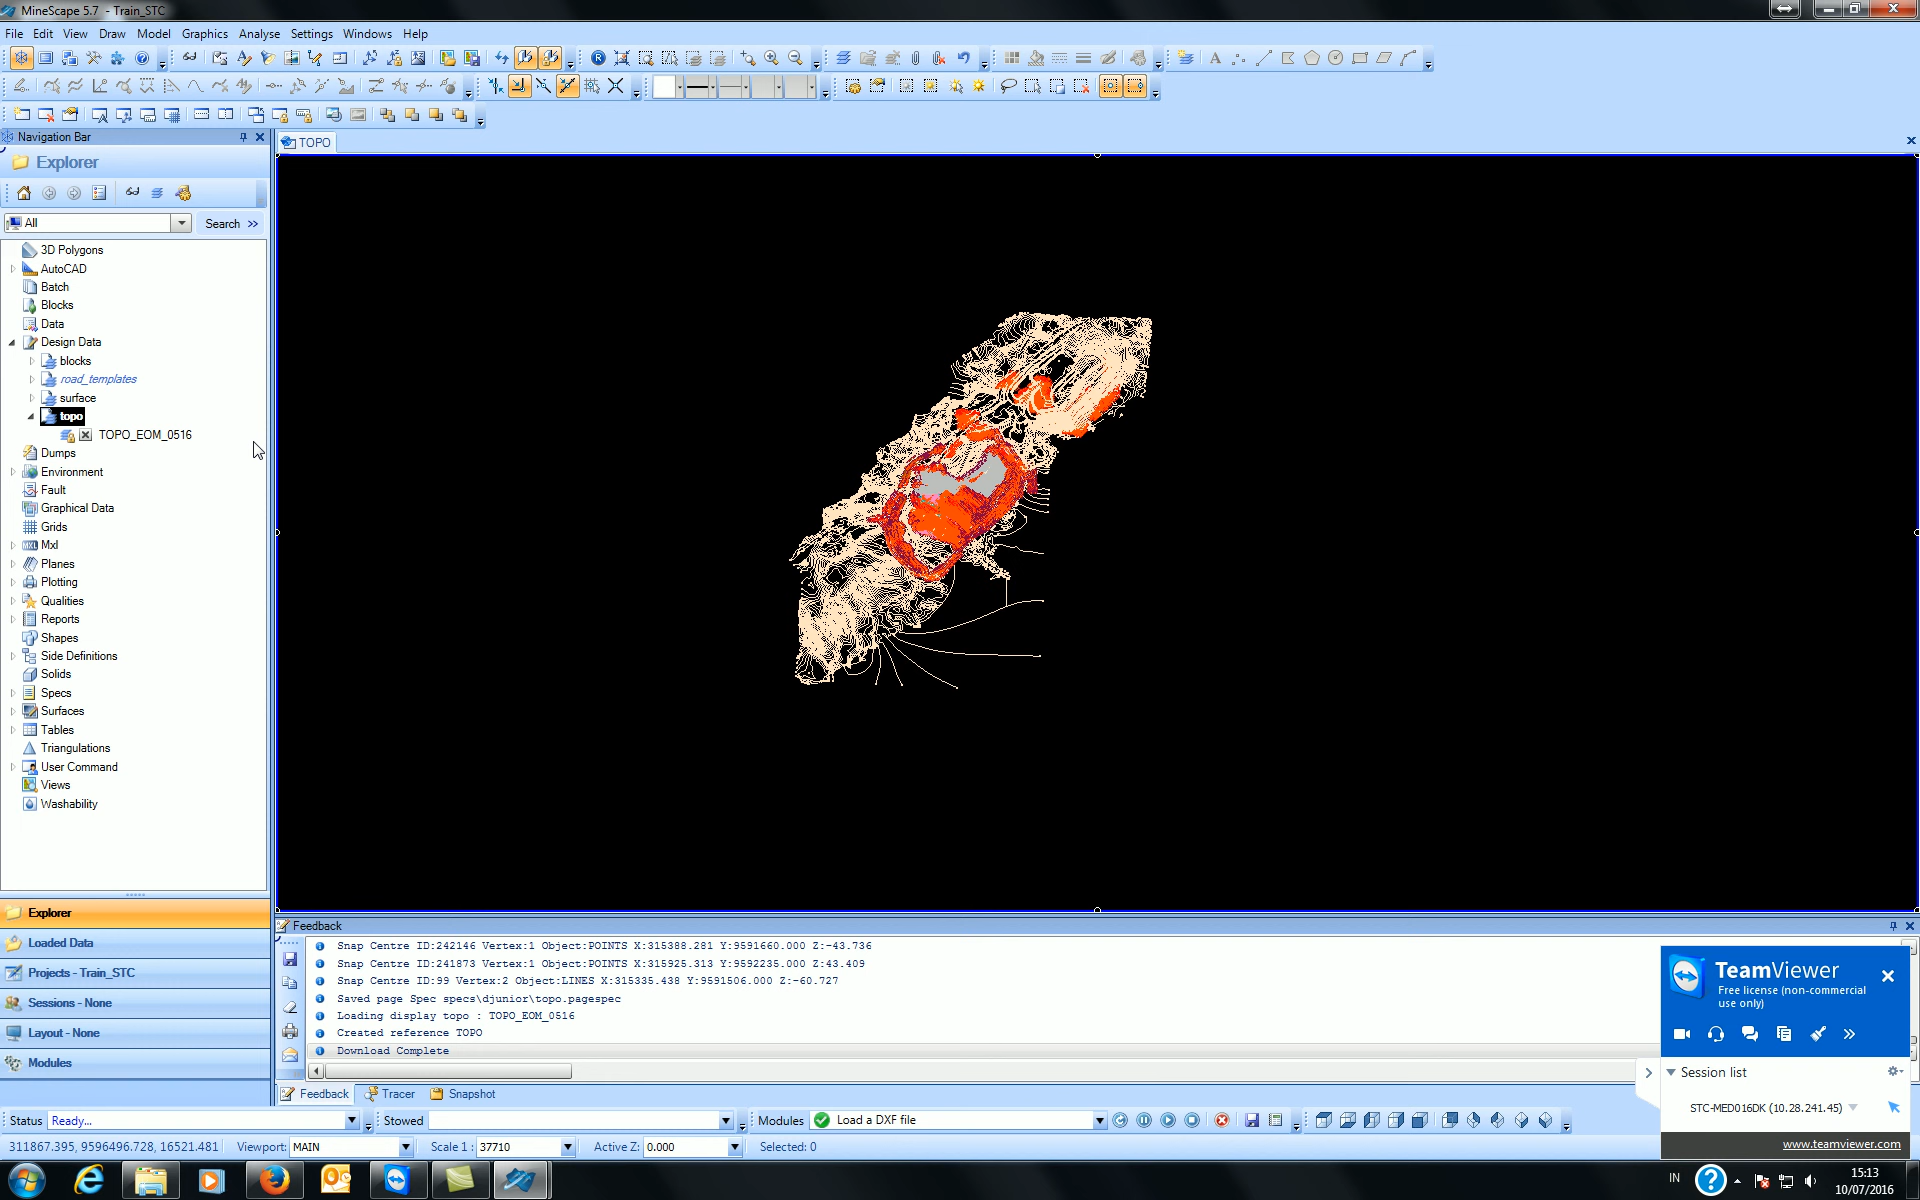 MineScape 5.7 - Train_STC
File Edit View Draw Model Graphics Analyse Settings Windows Help
Navigation Bar
TOPO
Explorer
All
Search »
3D Polygons
AutoCAD
Batch
Blocks
Data
Design Data
blocks
road_templates
surface
topo
TOPO_EOM_0516
Dumps
Environment
Fault
Graphical Data
Grids
Mxl
Planes
Plotting
Qualities
Reports
Shapes
Side Definitions
Solids
Specs
Surfaces
Tables
Triangulations
User Command
Views
Washability
Explorer
Loaded Data
Projects - Train_STC
Sessions - None
Layout - None
Modules
Feedback
Snap Centre ID:242146 Vertex:1 Object:POINTS X:315388.281 Y:9591660.000 Z:-43.736
Snap Centre ID:241873 Vertex:1 Object:POINTS X:315925.313 Y:9592235.000 Z:43.409
Snap Centre ID:99 Vertex:2 Object:LINES X:315335.438 Y:9591506.000 Z:-60.727
Saved page Spec specs\djunior\topo.pagespec
Loading display topo : TOPO_EOM_0516
Created reference TOPO
Download Complete
Feedback Tracer Snapshot
TeamViewer
Free license (non-commercial
use only)
Session list
STC-MED016DK (10.28.241.45)
www.teamviewer.com
Status Ready... Stowed Modules Load a DXF file
311867.395, 9596496.728, 16521.481 Viewport: MAIN Scale 1 : 37710 Active Z: 0.000 Selected: 0
IN
15:13
10/07/2016